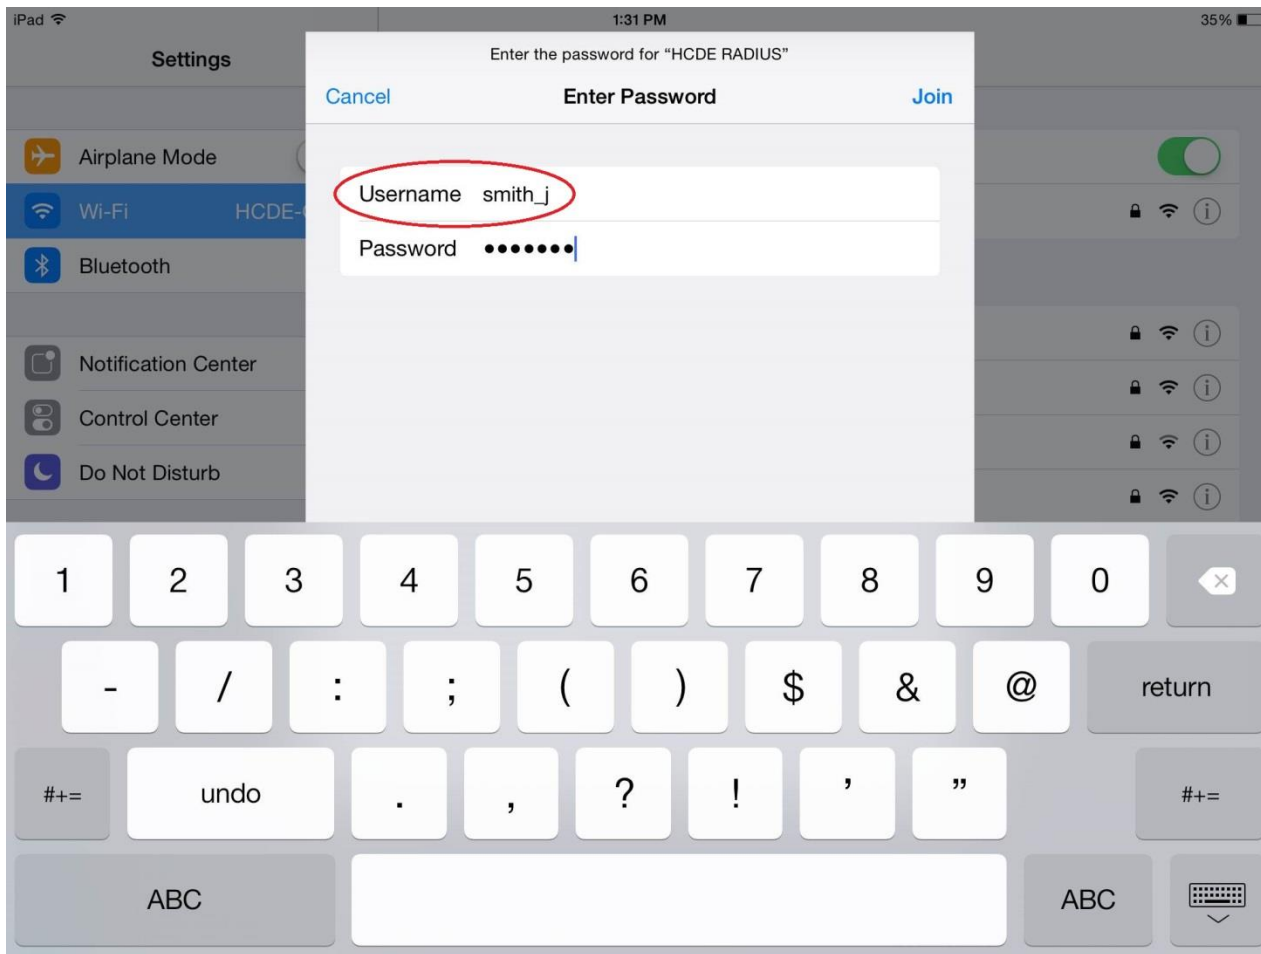 iPad 1:31 PM 35%
Settings
Enter the password for “HCDE RADIUS”
Cancel Enter Password Join
Airplane Mode
Username smith_j
Wi-Fi HCDE-
Password •••••••
Bluetooth
Notification Center
Control Center
Do Not Disturb
1 2 3 4 5 6 7 8 9 0
- / : ; ( ) $ & @ return
#+= undo . , ? ! ’ ” #+=
ABC ABC